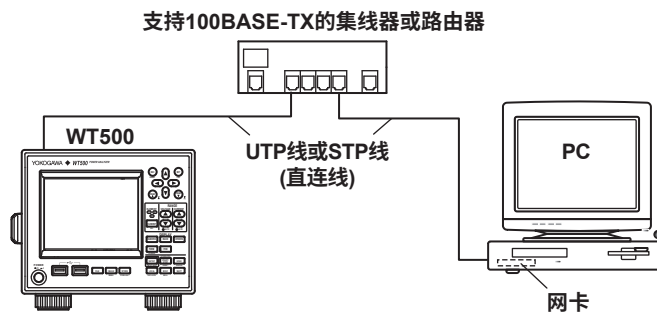 支持100BASE-TX的集线器或路由器
WT500
YOKOGAWA ◆ WT500
UTP线或STP线
(直连线)
PC
网卡